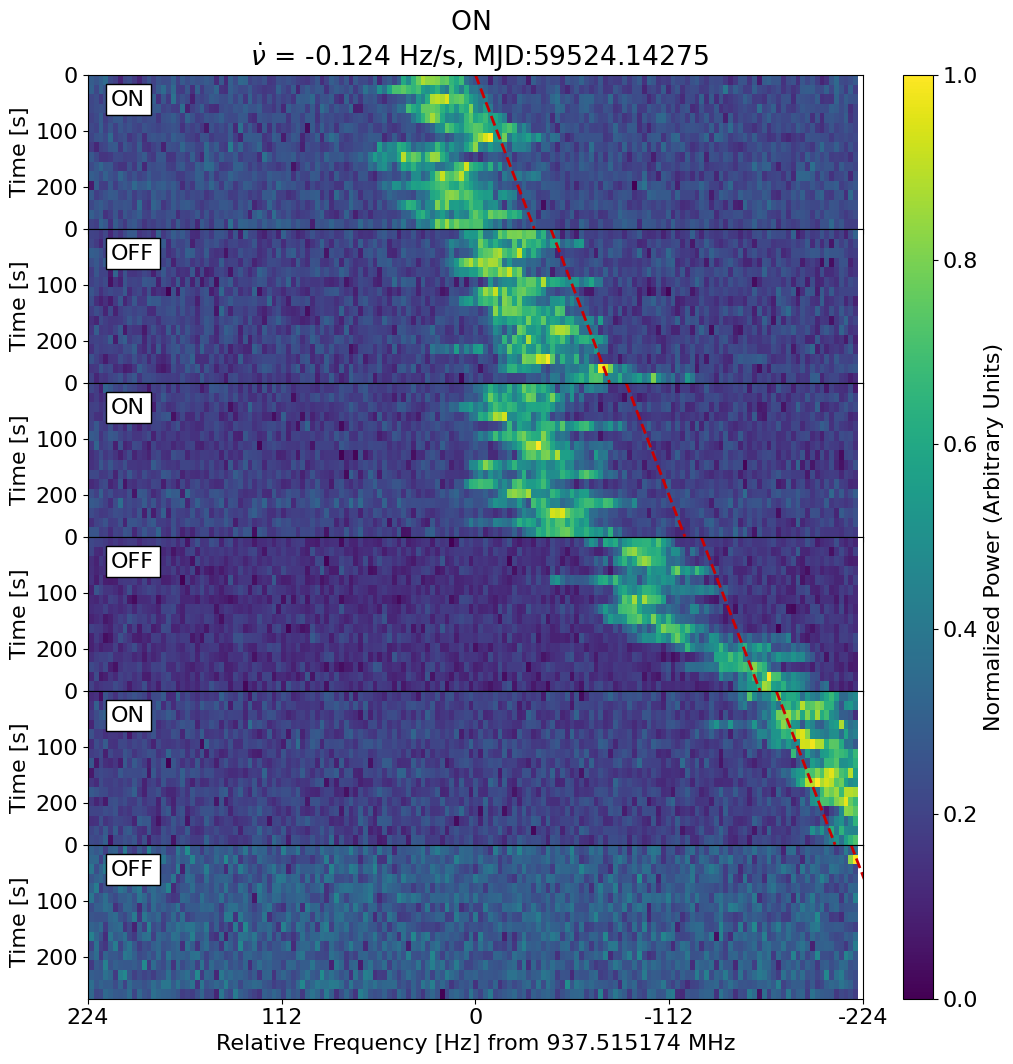 ON
ν̇ = -0.124 Hz/s, MJD:59524.14275
0
ON
100
200
Time [s]
0
OFF
100
200
Time [s]
0
ON
100
200
Time [s]
0
OFF
100
200
Time [s]
0
ON
100
200
Time [s]
0
OFF
100
200
Time [s]
224 112 0 -112 -224
Relative Frequency [Hz] from 937.515174 MHz
1.0
0.8
0.6
0.4
0.2
0.0
Normalized Power (Arbitrary Units)